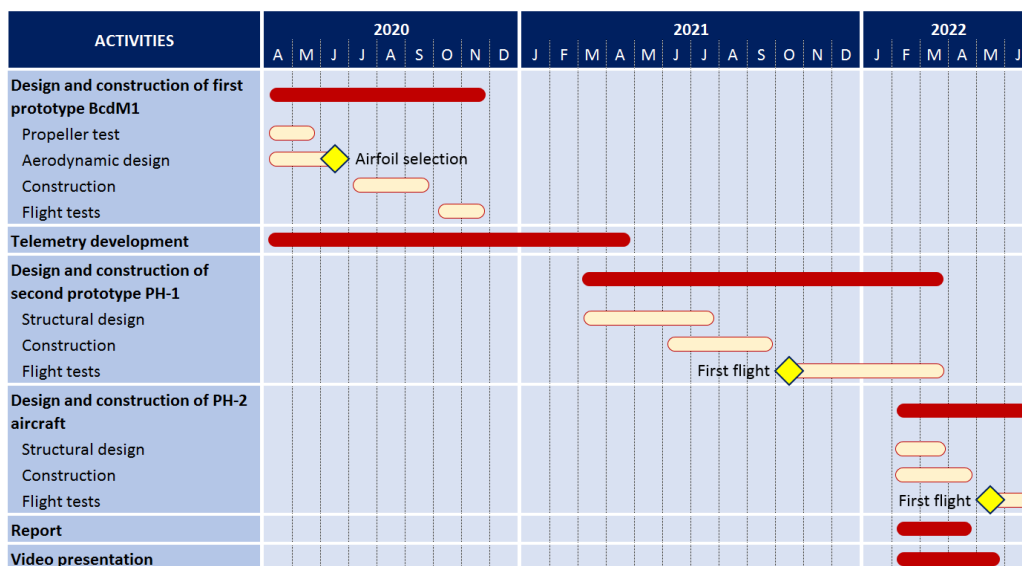 ACTIVITIES
2020 2021 2022
A M J J A S O N D J F M A M J J A S O N D J F M A M J
Design and construction of first
prototype BcdM1
Propeller test
Aerodynamic design Airfoil selection
Construction
Flight tests
Telemetry development
Design and construction of
second prototype PH-1
Structural design
Construction
Flight tests First flight
Design and construction of PH-2
aircraft
Structural design
Construction
Flight tests First flight
Report
Video presentation